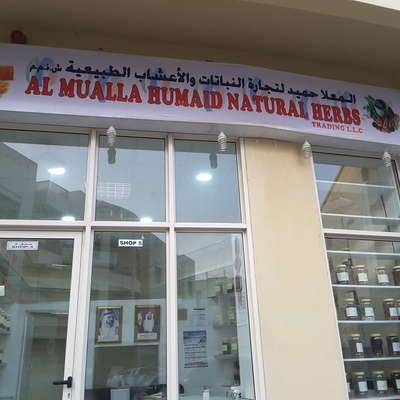 المعلا حميد لتجارة النباتات والأعشاب الطبيعية ش.ذ.م.م
AL MUALLA HUMAID NATURAL HERBS
TRADING L.L.C
SHOP 5